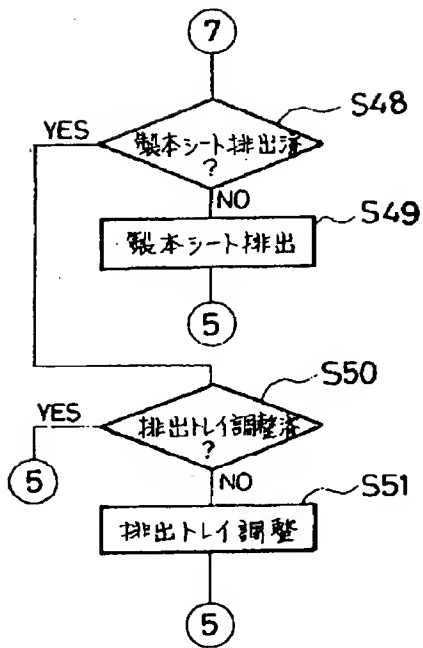 7
S48
YES
製本シート排出済
?
NO
S49
製本シート排出
5
S50
YES
排出トレイ調整済
?
5
NO
S51
排出トレイ調整
5